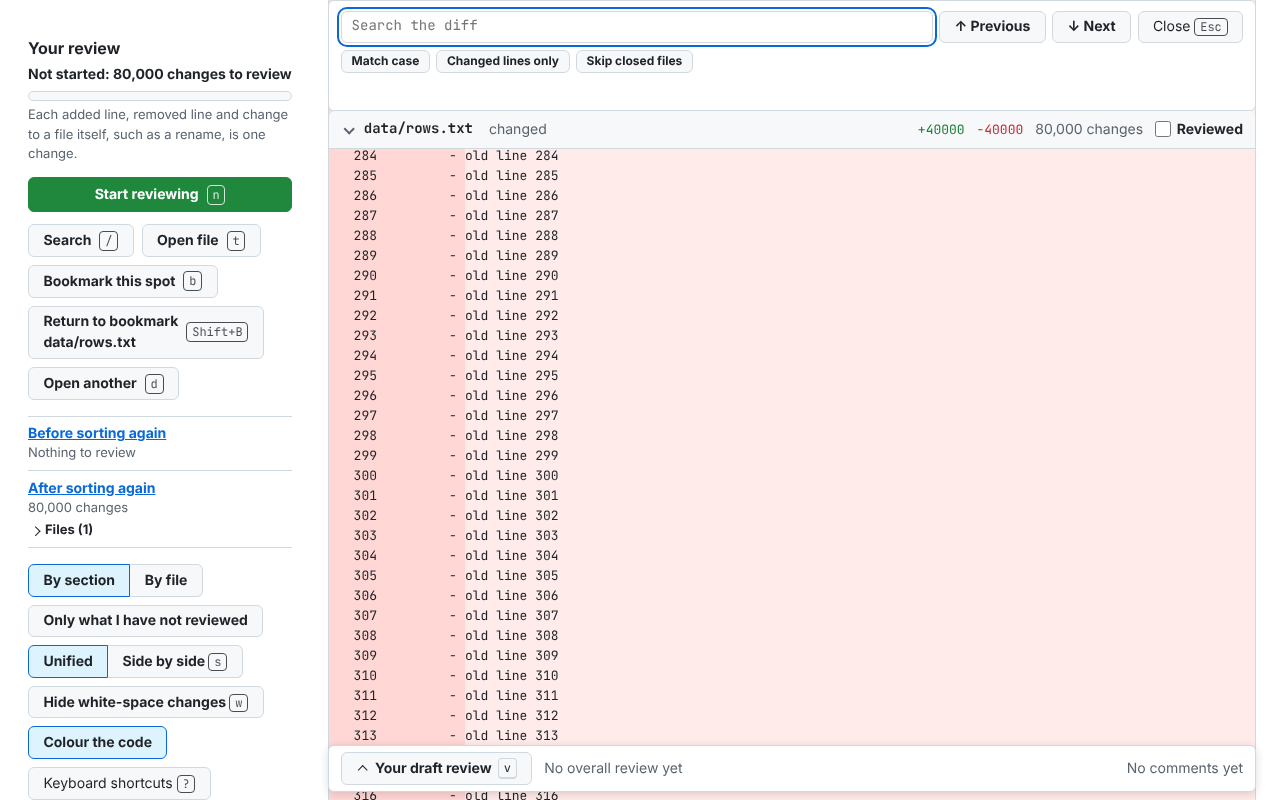 Your review
Not started: 80,000 changes to review
Each added line, removed line and change
to a file itself, such as a rename, is one
change.
Start reviewing n
Search / Open file t
Bookmark this spot b
Return to bookmark
data/rows.txt Shift+B
Open another d
Before sorting again
Nothing to review
After sorting again
80,000 changes
Files (1)
By section By file
Only what I have not reviewed
Unified Side by side s
Hide white-space changes w
Colour the code
Keyboard shortcuts ?
Search the diff ↑ Previous ↓ Next Close Esc
Match case Changed lines only Skip closed files
data/rows.txt changed +40000 -40000 80,000 changes Reviewed
284 - old line 284
285 - old line 285
286 - old line 286
287 - old line 287
288 - old line 288
289 - old line 289
290 - old line 290
291 - old line 291
292 - old line 292
293 - old line 293
294 - old line 294
295 - old line 295
296 - old line 296
297 - old line 297
298 - old line 298
299 - old line 299
300 - old line 300
301 - old line 301
302 - old line 302
303 - old line 303
304 - old line 304
305 - old line 305
306 - old line 306
307 - old line 307
308 - old line 308
309 - old line 309
310 - old line 310
311 - old line 311
312 - old line 312
313 - old line 313
Your draft review v No overall review yet No comments yet
316 - old line 316